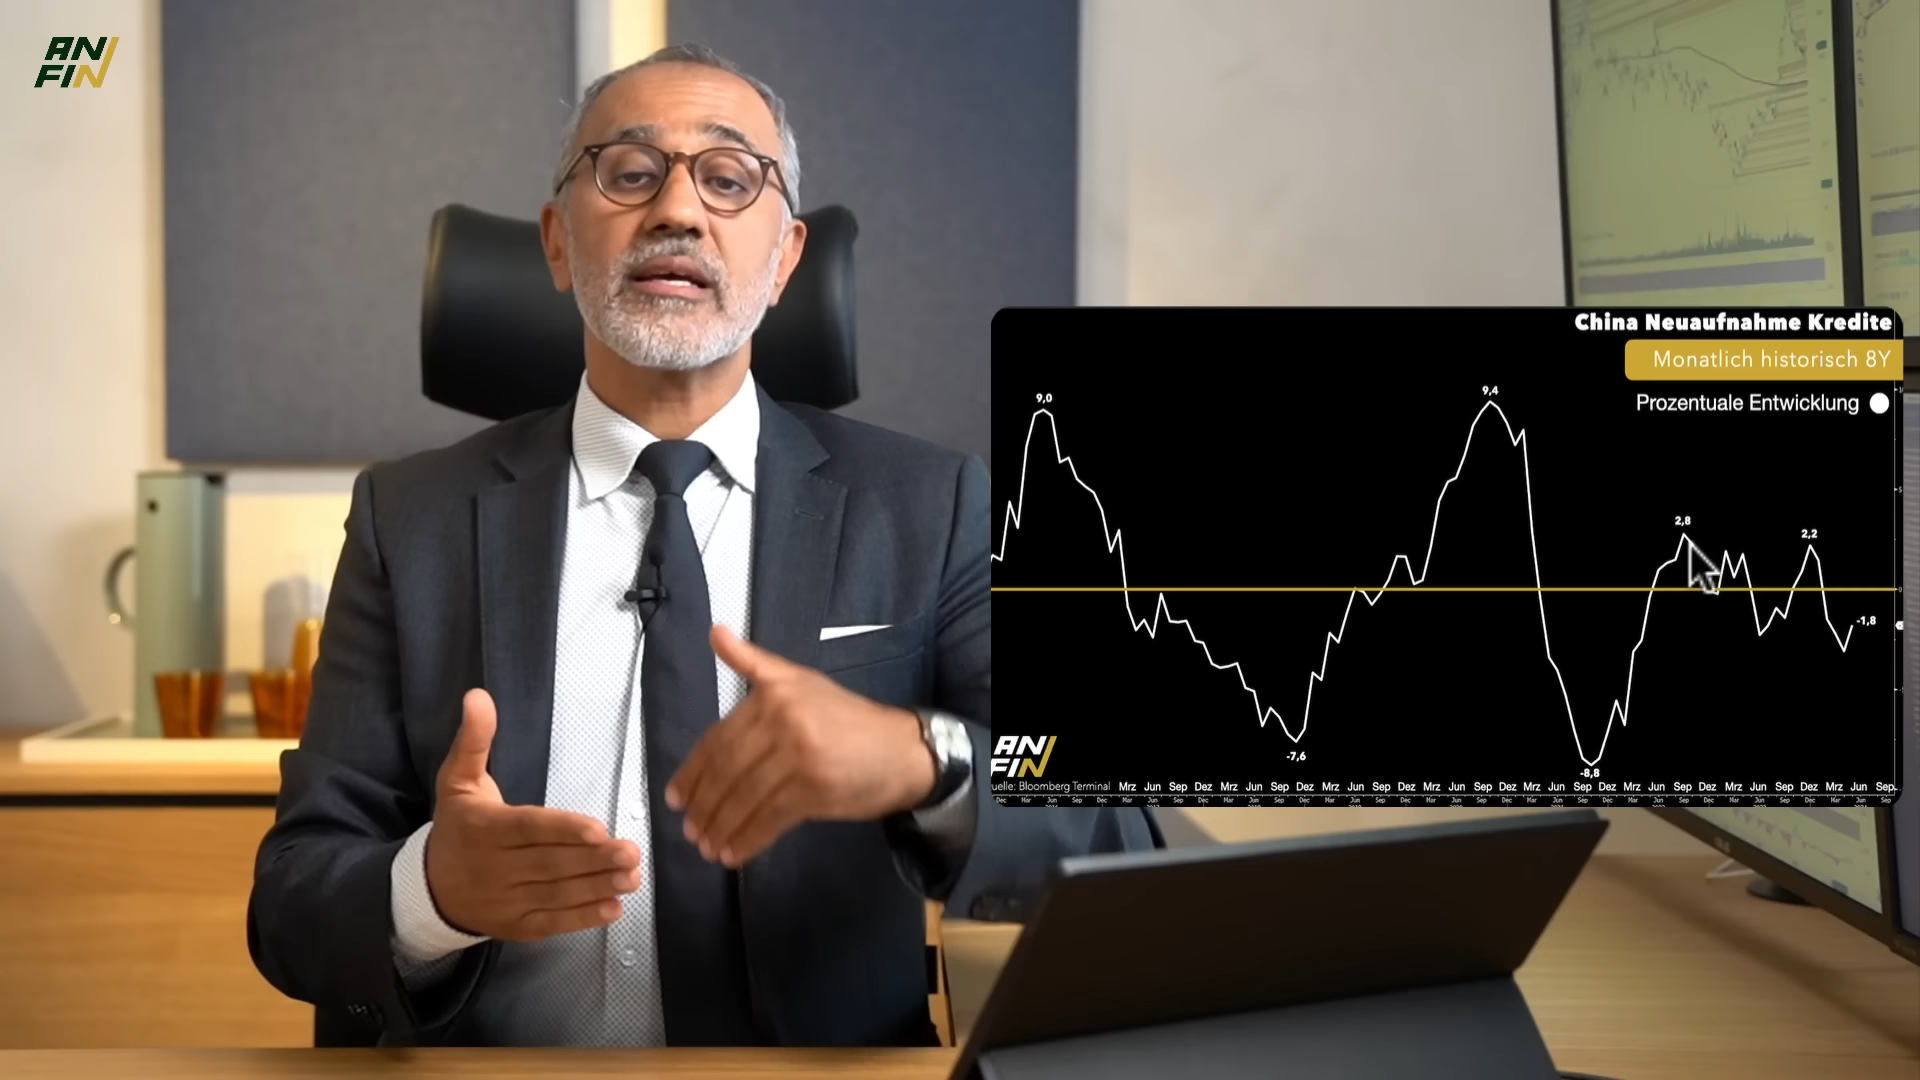 AN
FIN
China Neuaufnahme Kredite
Monatlich historisch 8Y
Prozentuale Entwicklung
9,0
9,4
2,8
2,2
-1,8
-7,6
-8,8
AN
FIN
uelle: Bloomberg Terminal
Mrz Jun Sep Dez Mrz Jun Sep Dez Mrz Jun Sep Dez Mrz Jun Sep Dez Mrz Jun Sep Dez Mrz Jun Sep Dez Mrz Jun Sep Dez Mrz Jun Sep